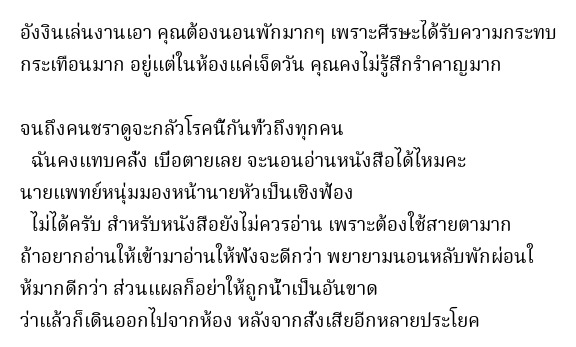 อังงินเล่นงานเอา คุณต้องนอนพักมากๆ เพราะศีรษะได้รับความกระทบ
กระเทือนมาก อยู่แต่ในห้องแค่เจ็ดวัน คุณคงไม่รู้สึกรำคาญมาก
จนถึงคนชราดูจะกลัวโรคนี้กันทั่วถึงทุกคน
ฉันคงแทบคลั่ง เบื่อตายเลย จะนอนอ่านหนังสือได้ไหมคะ
นายแพทย์หนุ่มมองหน้านายหัวเป็นเชิงฟ้อง
ไม่ได้ครับ สำหรับหนังสือยังไม่ควรอ่าน เพราะต้องใช้สายตามาก
ถ้าอยากอ่านให้เข้ามาอ่านให้ฟังจะดีกว่า พยายามนอนหลับพักผ่อนใ
ห้มากดีกว่า ส่วนแผลก็อย่าให้ถูกน้ำเป็นอันขาด
ว่าแล้วก็เดินออกไปจากห้อง หลังจากสั่งเสียอีกหลายประโยค